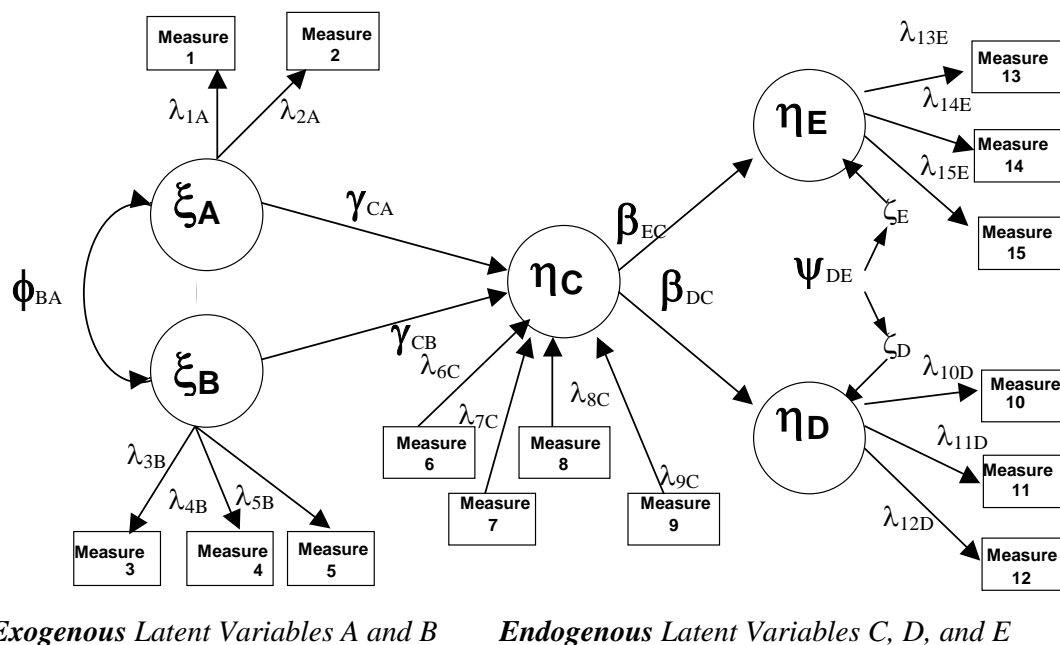 Measure
1
Measure
2
λ1A
λ2A
ξA
γCA
ϕBA
ξB
γCB
λ3B
λ4B
λ5B
Measure
3
Measure
4
Measure
5
ηC
λ6C
λ7C
λ8C
λ9C
Measure
6
Measure
7
Measure
8
Measure
9
βEC
βDC
ηE
λ13E
λ14E
λ15E
Measure
13
Measure
14
Measure
15
ζE
ψDE
ζD
ηD
λ10D
λ11D
λ12D
Measure
10
Measure
11
Measure
12
Exogenous Latent Variables A and B
Endogenous Latent Variables C, D, and E